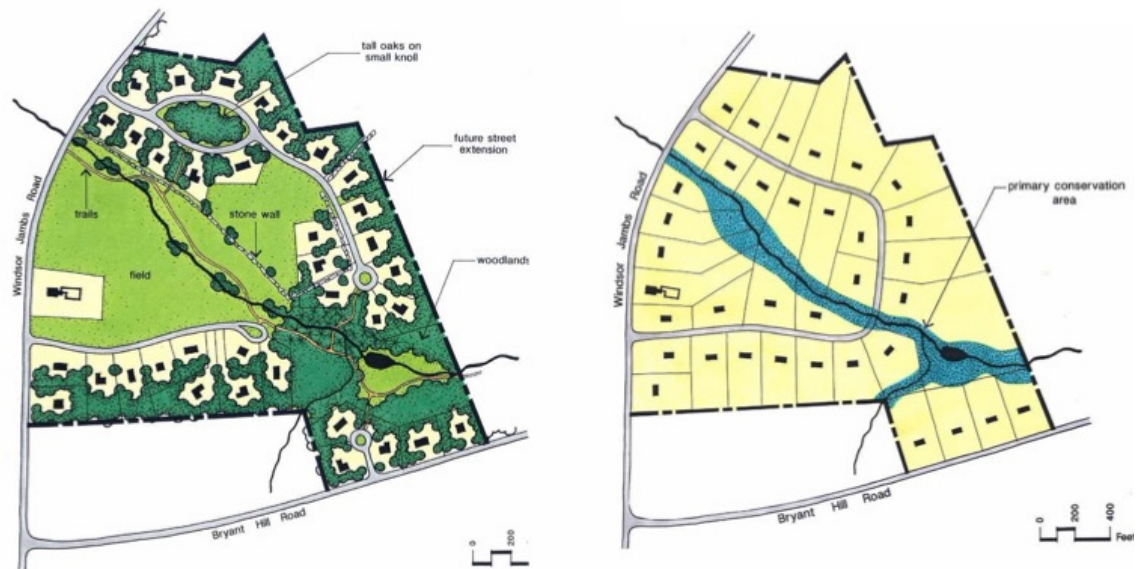 tall oaks on
small knoll
future street
extension
Windsor Jambs Road
trails
stone wall
field
woodlands
Bryant Hill Road
0
200
primary conservation
area
Windsor Jambs Road
Bryant Hill Road
0 200 400
Feet